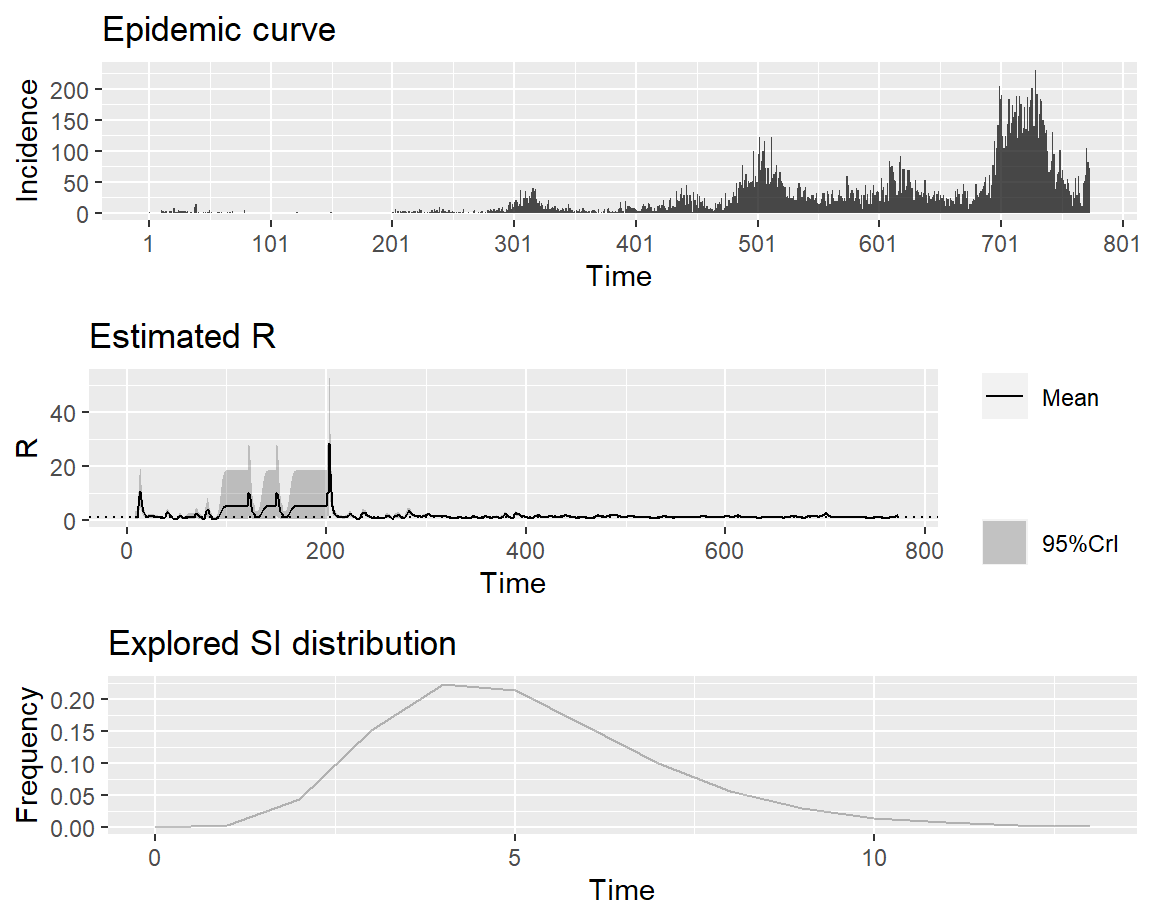 Epidemic curve
Incidence
200
150
100
50
0
1 101 201 301 401 501 601 701 801
Time
Estimated R
R
40
20
0
0 200 400 600 800
Time
Mean
95%CrI
Explored SI distribution
Frequency
0.20
0.15
0.10
0.05
0.00
0 5 10
Time